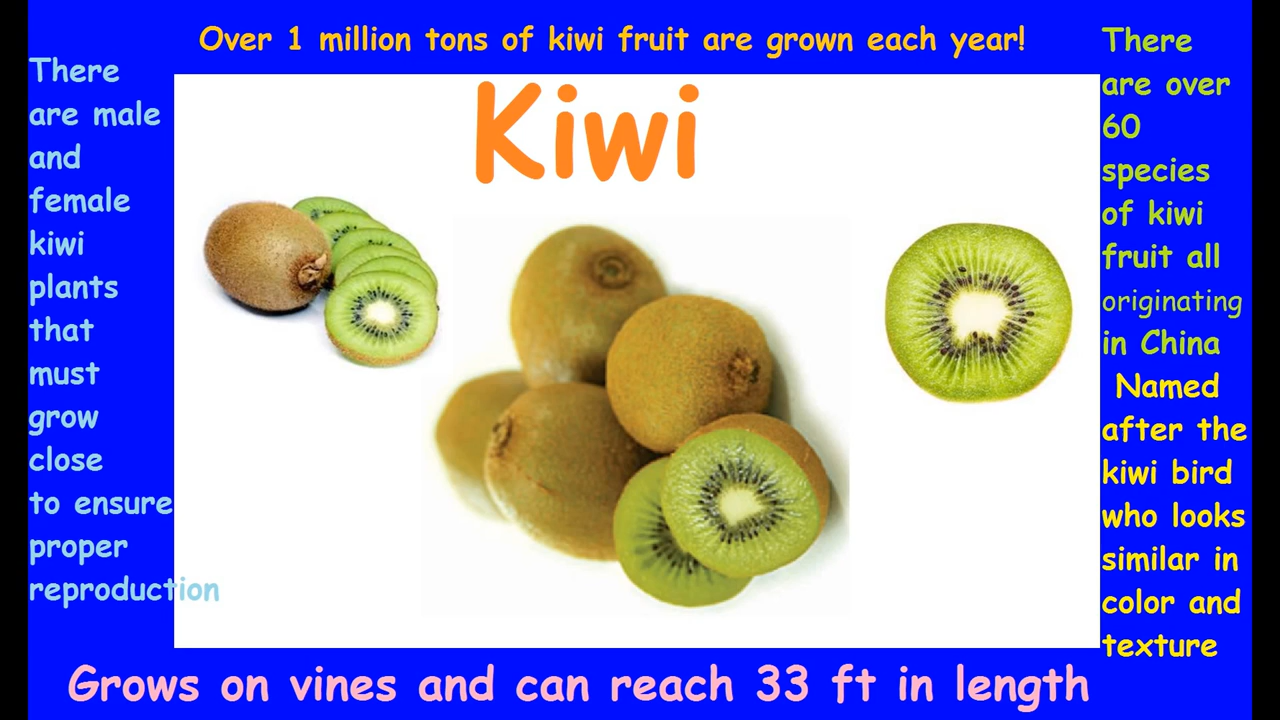 Over 1 million tons of kiwi fruit are grown each year!
There
are male
and
female
kiwi
plants
that
must
grow
close
to ensure
proper
reproduction
Kiwi
There
are over
60
species
of kiwi
fruit all
originating
in China
Named
after the
kiwi bird
who looks
similar in
color and
texture
Grows on vines and can reach 33 ft in length